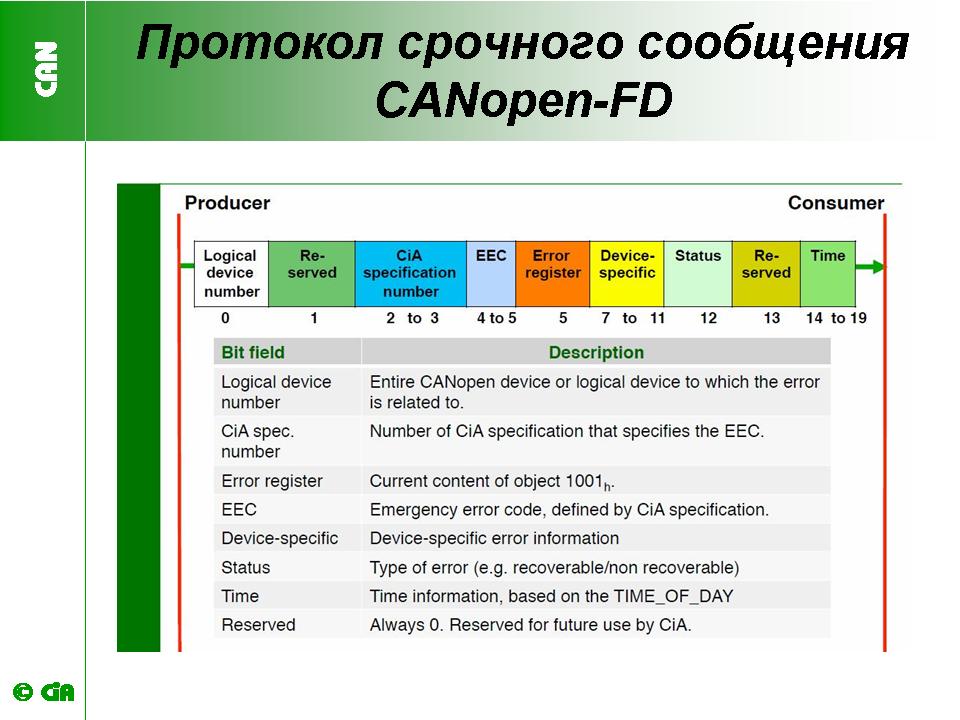 CAN
Протокол срочного сообщения
CANopen-FD
Producer
Consumer
Logical
device
number
Re-
served
CiA
specification
number
EEC
Error
register
Device-
specific
Status
Re-
served
Time
0 1 2 to 3 4 to 5 5 7 to 11 12 13 14 to 19
Bit field Description
Logical device
number
Entire CANopen device or logical device to which the error
is related to.
CiA spec.
number
Number of CiA specification that specifies the EEC.
Error register Current content of object 1001h.
EEC Emergency error code, defined by CiA specification.
Device-specific Device-specific error information
Status Type of error (e.g. recoverable/non recoverable)
Time Time information, based on the TIME_OF_DAY
Reserved Always 0. Reserved for future use by CiA.
© CiA